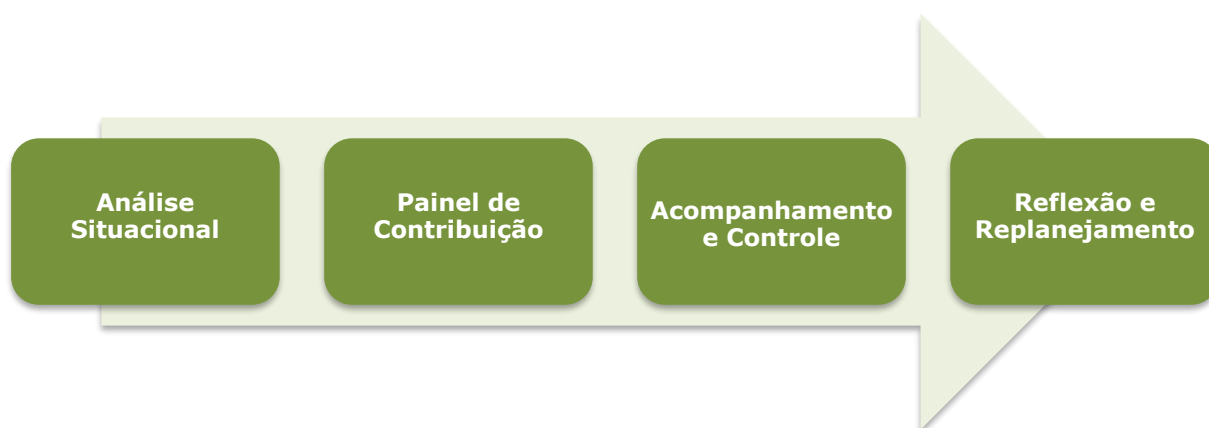 Análise
Situacional
Painel de
Contribuição
Acompanhamento
e Controle
Reflexão e
Replanejamento